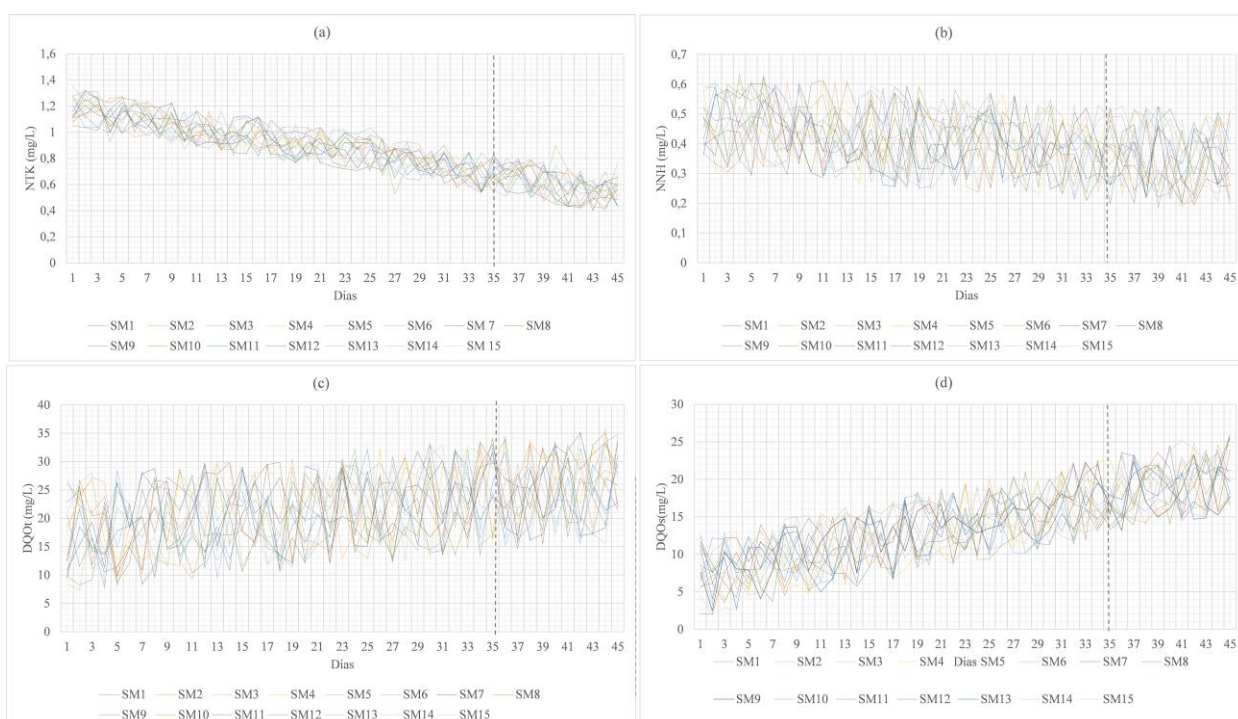 (a)
1,6
1,4
1,2
1
0,8
0,6
0,4
0,2
0
NTK (mg/L)
1 3 5 7 9 11 13 15 17 19 21 23 25 27 29 31 33 35 37 39 41 43 45
Dias
SM1 SM2 SM3 SM4 SM5 SM6 SM 7 SM8
SM9 SM10 SM11 SM12 SM13 SM14 SM 15
(b)
0,7
0,6
0,5
0,4
0,3
0,2
0,1
0
NNH (mg/L)
1 3 5 7 9 11 13 15 17 19 21 23 25 27 29 31 33 35 37 39 41 43 45
Dias
SM1 SM2 SM3 SM4 SM5 SM6 SM7 SM8
SM9 SM10 SM11 SM12 SM13 SM14 SM15
(c)
40
35
30
25
20
15
10
5
0
DQOt (mg/L)
1 3 5 7 9 11 13 15 17 19 21 23 25 27 29 31 33 35 37 39 41 43 45
Dias
SM1 SM2 SM3 SM4 SM5 SM6 SM7 SM8
SM9 SM10 SM11 SM12 SM13 SM14 SM15
(d)
30
25
20
15
10
5
0
DQOs(mg/L)
1 3 5 7 9 11 13 15 17 19 21 23 25 27 29 31 33 35 37 39 41 43 45
SM1 SM2 SM3 SM4 Dias SM5 SM6 SM7 SM8
SM9 SM10 SM11 SM12 SM13 SM14 SM15